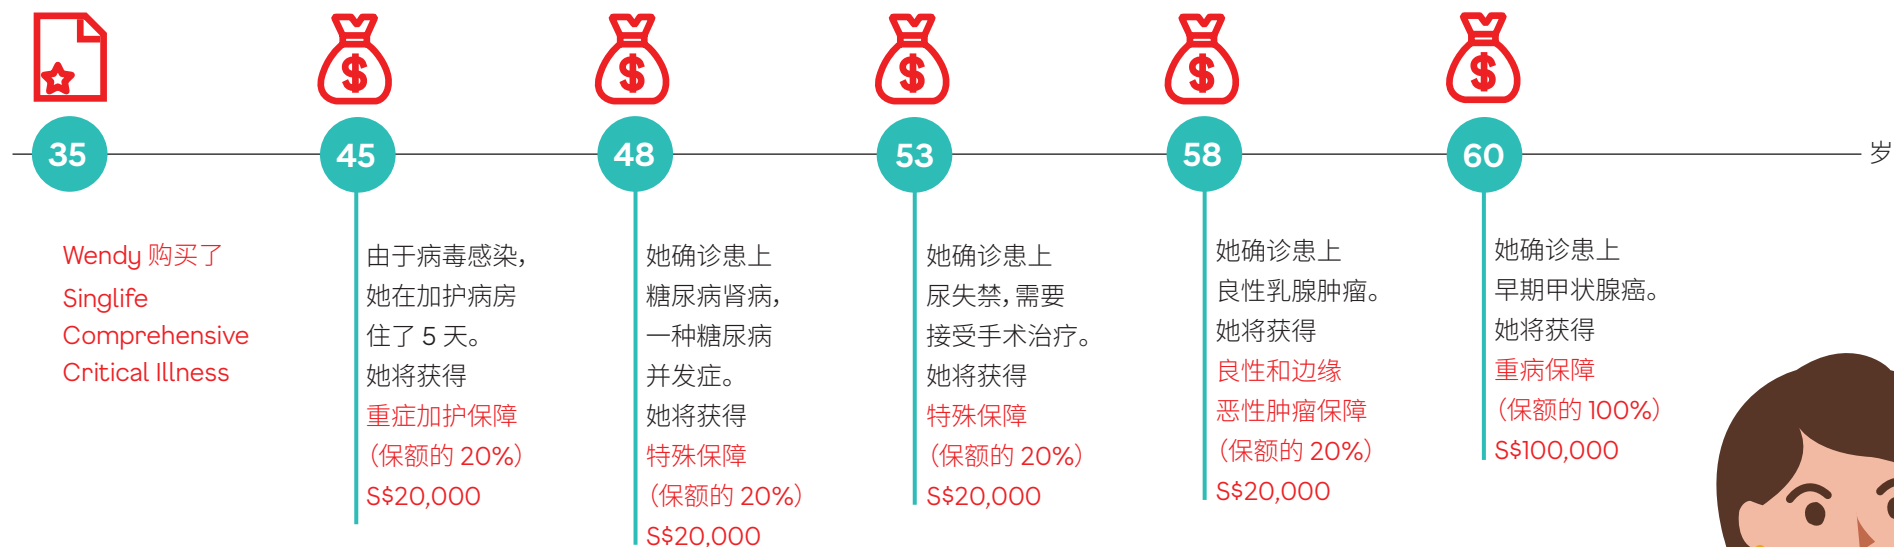 35
45
48
53
58
60
岁
Wendy 购买了
Singlife
Comprehensive
Critical Illness
由于病毒感染，
她在加护病房
住了 5 天。
她将获得
重症加护保障
（保额的 20%）
S$20,000
她确诊患上
糖尿病肾病，
一种糖尿病
并发症。
她将获得
特殊保障
（保额的 20%）
S$20,000
她确诊患上
尿失禁，需要
接受手术治疗。
她将获得
特殊保障
（保额的 20%）
S$20,000
她确诊患上
良性乳腺肿瘤。
她将获得
良性和边缘
恶性肿瘤保障
（保额的 20%）
S$20,000
她确诊患上
早期甲状腺癌。
她将获得
重病保障
（保额的 100%）
S$100,000